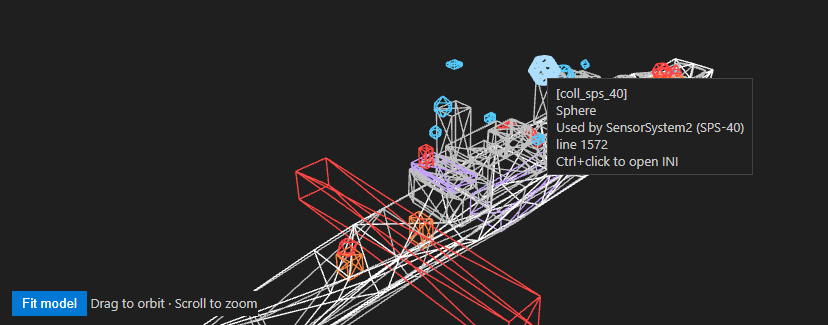 [coll_sps_40]
Sphere
Used by SensorSystem2 (SPS-40)
line 1572
Ctrl+click to open INI
Fit model Drag to orbit · Scroll to zoom